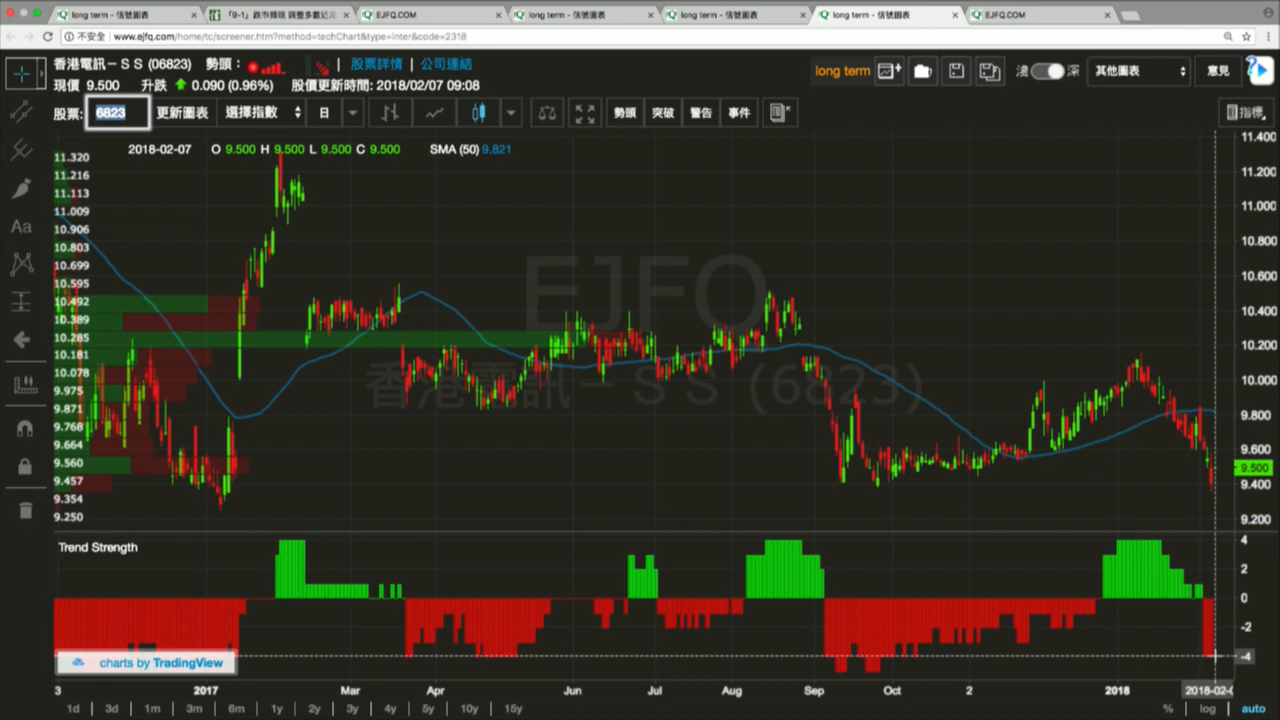 long term - 信號圖表
「9-1」跌市頻現 調整多數近尾
EJFQ.COM
long term - 信號圖表
long term - 信號圖表
long term - 信號圖表
EJFQ.COM
不安全 www.ejfq.com/home/tc/screener.htm?method=techChart&type=inter&code=2318
香港電訊－ＳＳ (06823) 勢頭： 股票詳情 公司連結
long term 淺 深 其他圖表 意見
現價 9.500 升跌 0.090 (0.96%) 股價更新時間: 2018/02/07 09:08
股票: 6823 更新圖表 選擇指數 日 勢頭 突破 警告 事件 指標
2018-02-07 O 9.500 H 9.500 L 9.500 C 9.500 SMA (50) 9.821
11.320
11.216
11.113
11.009
10.906
10.803
10.699
10.595
10.492
10.389
10.285
10.181
10.078
9.975
9.871
9.768
9.664
9.560
9.457
9.354
9.250
Aa
EJFQ
香港電訊－ＳＳ (6823)
11.400
11.200
11.000
10.800
10.600
10.400
10.200
10.000
9.800
9.600
9.500
9.400
9.200
Trend Strength
4
2
0
-2
-4
charts by TradingView
3 2017 Mar Apr Jun Jul Aug Sep Oct 2 2018 2018-02-0
1d 3d 1m 3m 6m 1y 2y 3y 4y 5y 10y 15y % log auto